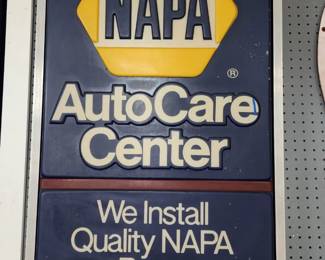 NAPA
®
AutoCare
Center
We Install
Quality NAPA